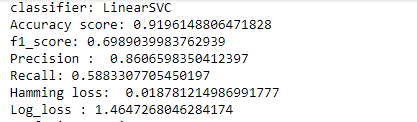 classifier: LinearSVC
Accuracy score: 0.9196148806471828
f1_score: 0.6989039983762939
Precision :  0.8606598350412397
Recall: 0.5883307705450197
Hamming loss:  0.018781214986991777
Log_loss : 1.4647268046284174